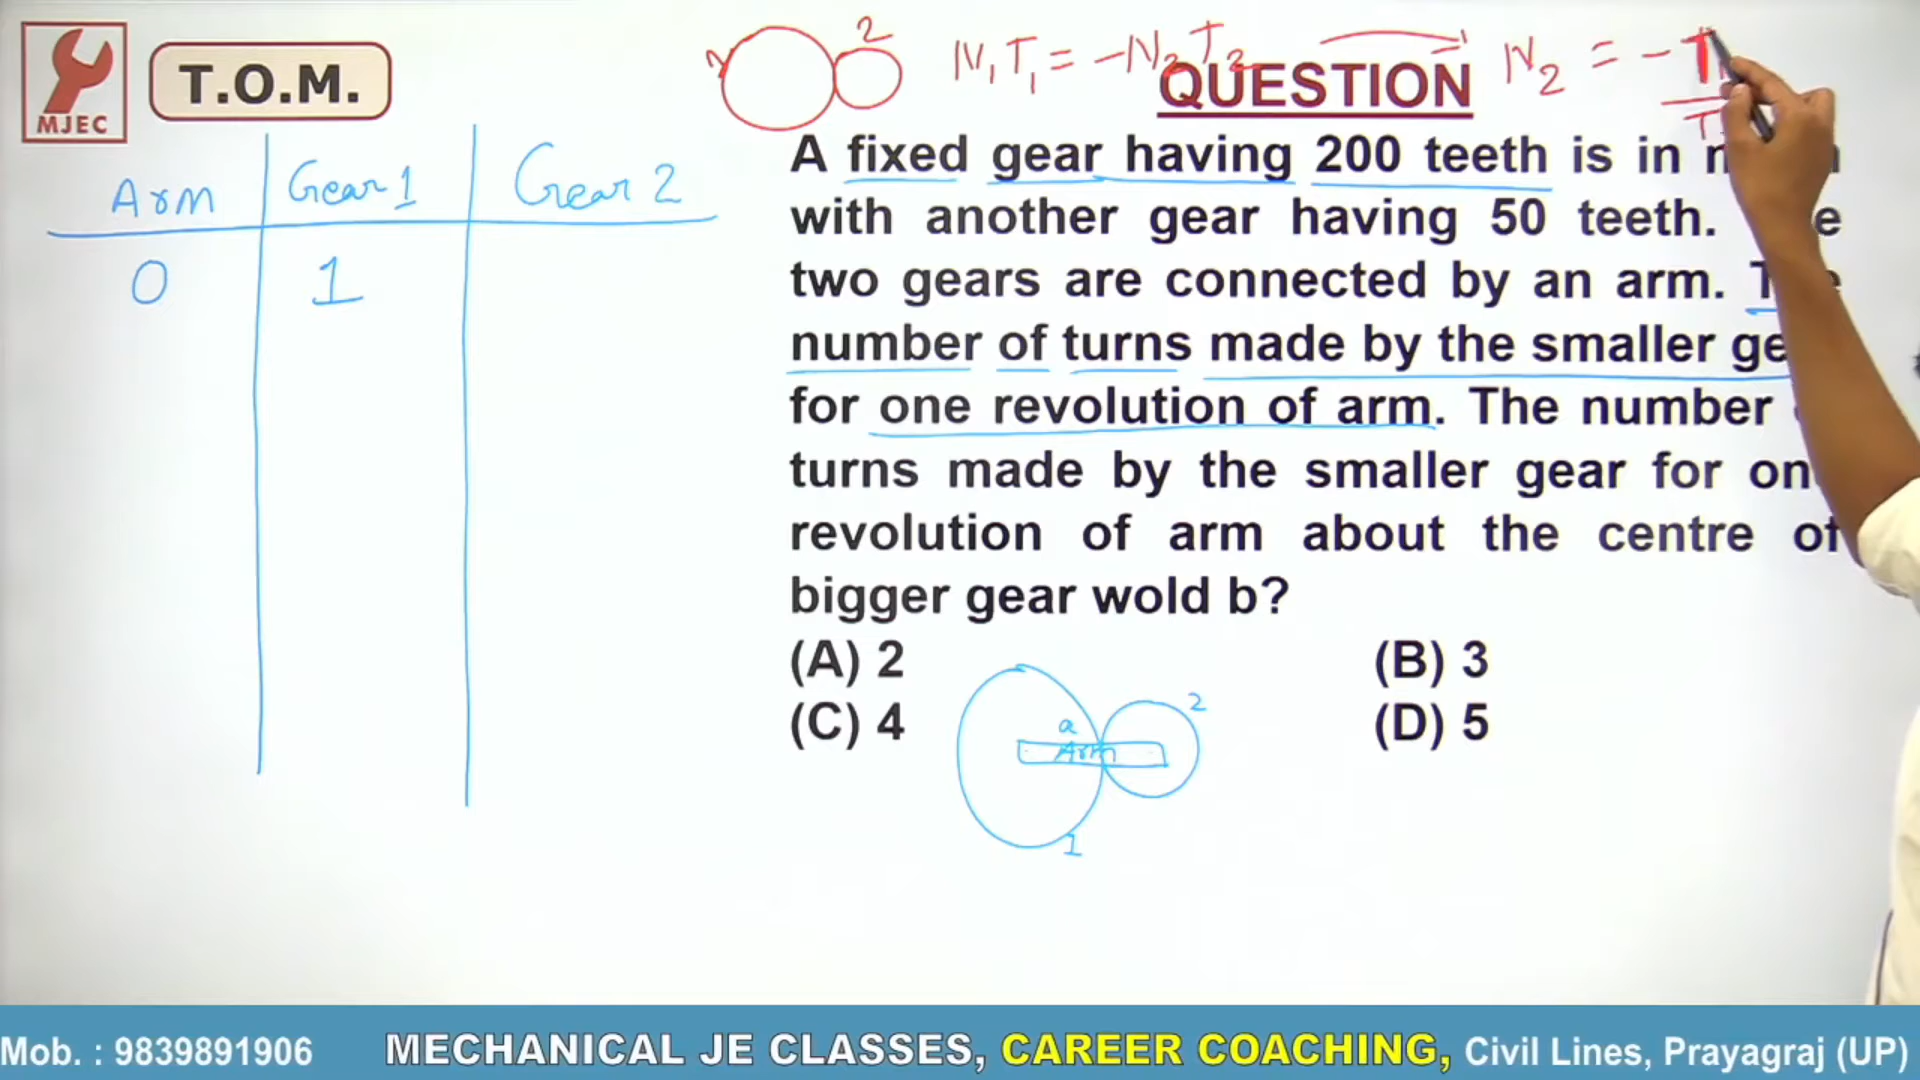 MJEC
T.O.M.
1 2 N₁T₁ = -N₂T₂ N₂ = -T
T
QUESTION
Arm Gear 1 Gear 2
0 1
A fixed gear having 200 teeth is in
with another gear having 50 teeth.
two gears are connected by an arm.
number of turns made by the smaller
for one revolution of arm. The number
turns made by the smaller gear for
revolution of arm about the centre of
bigger gear wold b?
(A) 2 (B) 3
(C) 4 (D) 5
a 2
Arm
1
Mob. : 9839891906 MECHANICAL JE CLASSES, CAREER COACHING, Civil Lines, Prayagraj (UP)